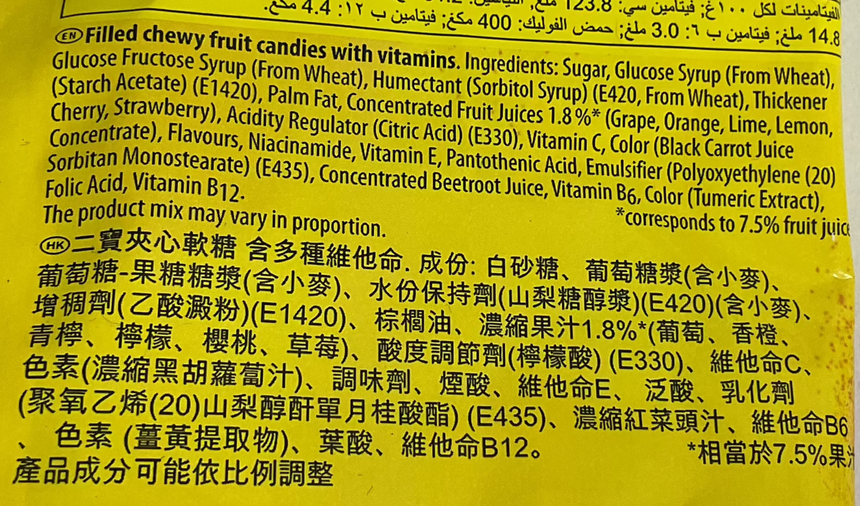 الفيتامينات لكل ١٠٠غ: فيتامين سي: 123.8 ملغ،
14.8 ملغ؛ فيتامين ب ٦: 3.0 ملغ؛ حمض الفوليك: 400 مكغ؛ فيتامين ب ١٢: 4.4 مكغ.
EN Filled chewy fruit candies with vitamins. Ingredients: Sugar, Glucose Syrup (From Wheat),
Glucose Fructose Syrup (From Wheat), Humectant (Sorbitol Syrup) (E420, From Wheat), Thickener
(Starch Acetate) (E1420), Palm Fat, Concentrated Fruit Juices 1.8%* (Grape, Orange, Lime, Lemon,
Cherry, Strawberry), Acidity Regulator (Citric Acid) (E330), Vitamin C, Color (Black Carrot Juice
Concentrate), Flavours, Niacinamide, Vitamin E, Pantothenic Acid, Emulsifier (Polyoxyethylene (20)
Sorbitan Monostearate) (E435), Concentrated Beetroot Juice, Vitamin B6, Color (Tumeric Extract),
Folic Acid, Vitamin B12.
*corresponds to 7.5% fruit juice
The product mix may vary in proportion.
HK 二寶夾心軟糖 含多種維他命. 成份: 白砂糖、葡萄糖漿(含小麥)、
葡萄糖-果糖糖漿(含小麥)、水份保持劑(山梨糖醇漿)(E420)(含小麥)、
增稠劑(乙酸澱粉)(E1420)、棕櫚油、濃縮果汁1.8%*(葡萄、香橙、
青檸、檸檬、櫻桃、草莓)、酸度調節劑(檸檬酸) (E330)、維他命C、
色素(濃縮黑胡蘿蔔汁)、調味劑、煙酸、維他命E、泛酸、乳化劑
(聚氧乙烯(20)山梨醇酐單月桂酸酯) (E435)、濃縮紅菜頭汁、維他命B6
、色素 (薑黃提取物)、葉酸、維他命B12。
*相當於7.5%果汁
產品成分可能依比例調整